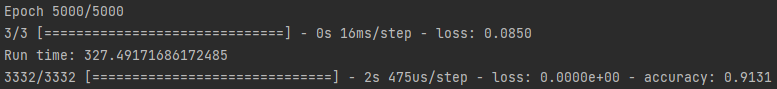 Epoch 5000/5000
3/3 [==============================] - 0s 16ms/step - loss: 0.0850
Run time: 327.49171686172485
3332/3332 [==============================] - 2s 475us/step - loss: 0.0000e+00 - accuracy: 0.9131